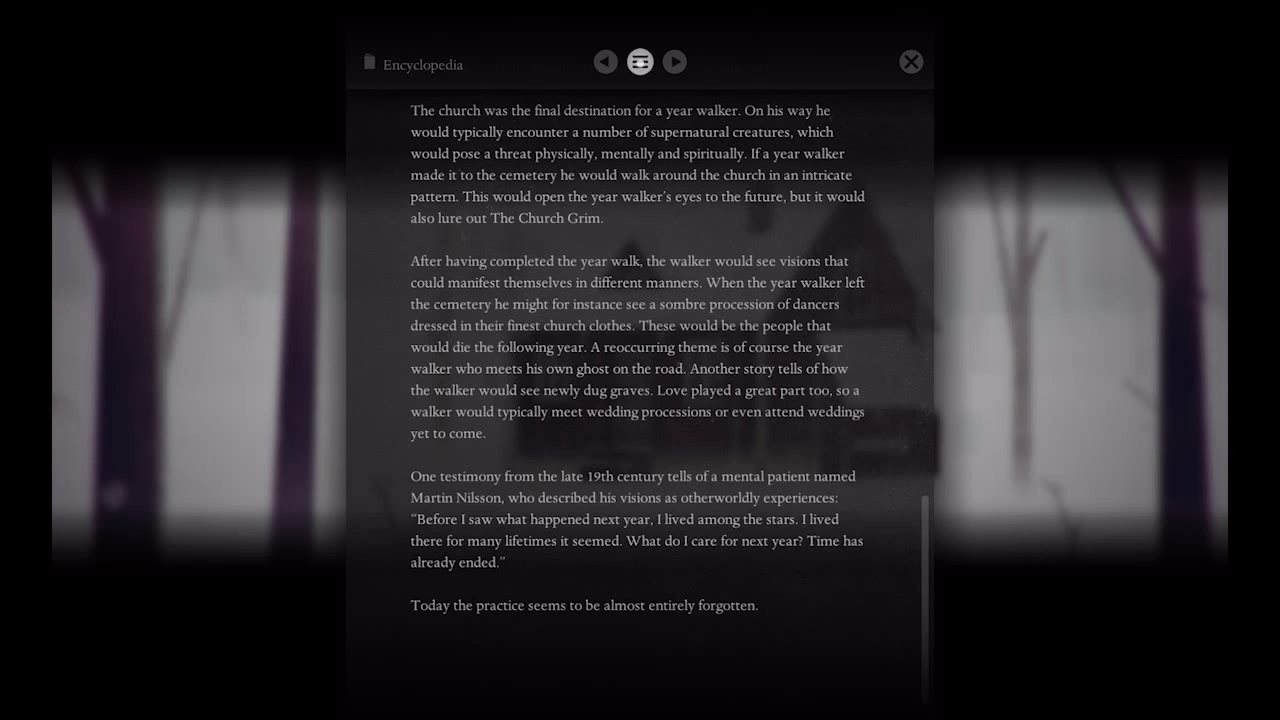 Encyclopedia
The church was the final destination for a year walker. On his way he
would typically encounter a number of supernatural creatures, which
would pose a threat physically, mentally and spiritually. If a year walker
made it to the cemetery he would walk around the church in an intricate
pattern. This would open the year walker's eyes to the future, but it would
also lure out The Church Grim.
After having completed the year walk, the walker would see visions that
could manifest themselves in different manners. When the year walker left
the cemetery he might for instance see a sombre procession of dancers
dressed in their finest church clothes. These would be the people that
would die the following year. A reoccurring theme is of course the year
walker who meets his own ghost on the road. Another story tells of how
the walker would see newly dug graves. Love played a great part too, so a
walker would typically meet wedding processions or even attend weddings
yet to come.
One testimony from the late 19th century tells of a mental patient named
Martin Nilsson, who described his visions as otherworldly experiences:
“Before I saw what happened next year, I lived among the stars. I lived
there for many lifetimes it seemed. What do I care for next year? Time has
already ended.”
Today the practice seems to be almost entirely forgotten.